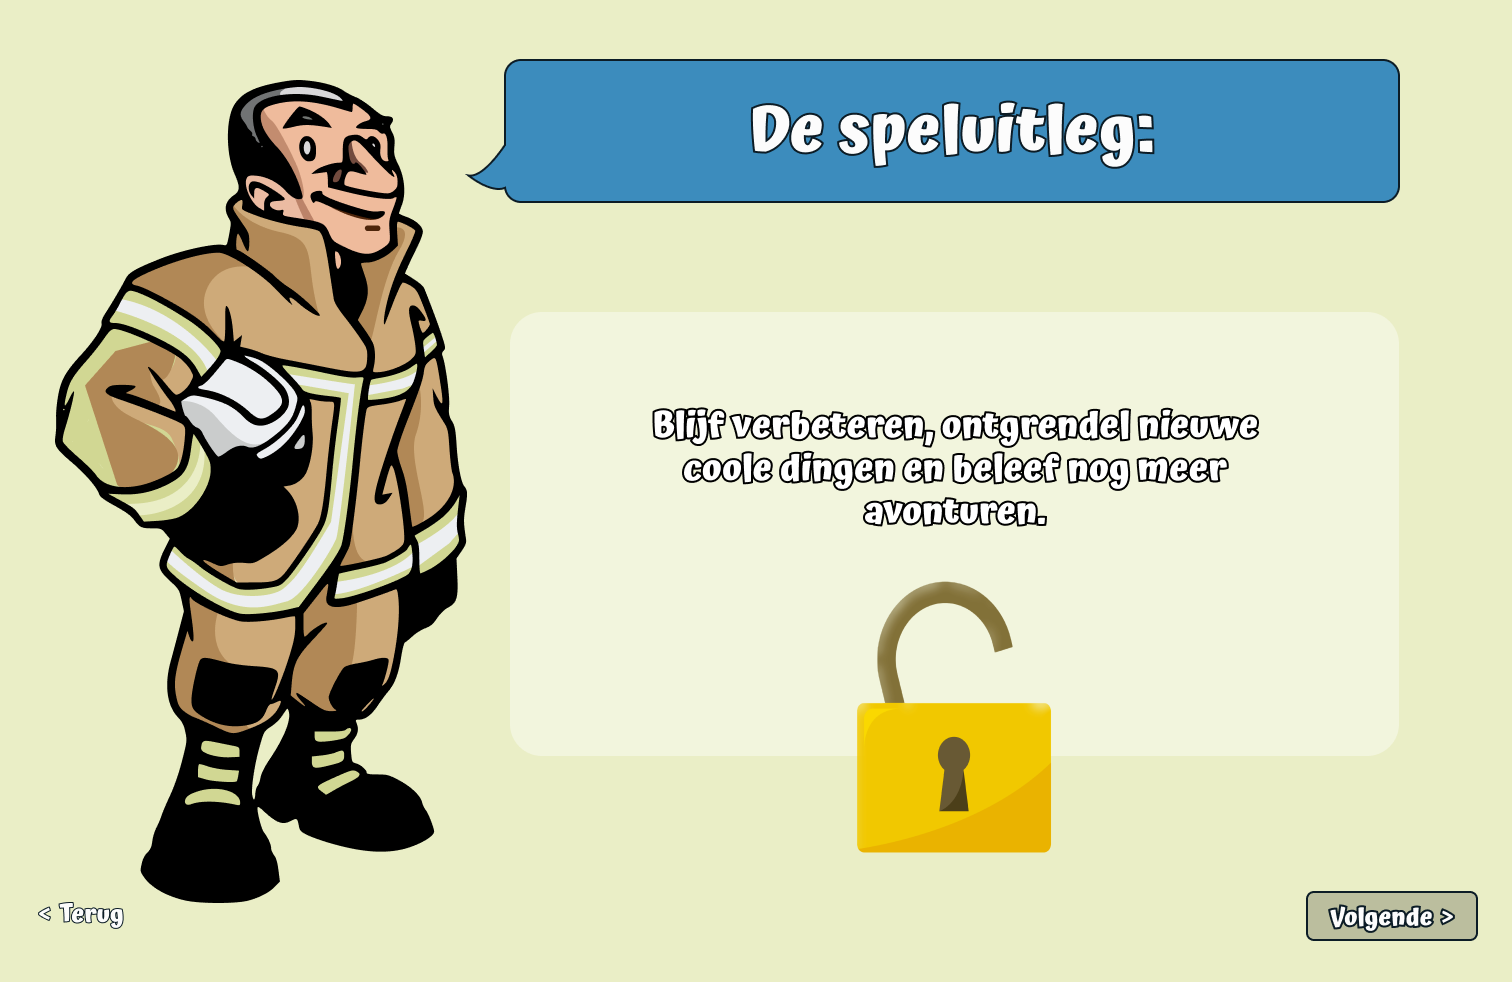 De speluitleg:
Blijf verbeteren, ontgrendel nieuwe
coole dingen en beleef nog meer
avonturen.
< Terug
Volgende >